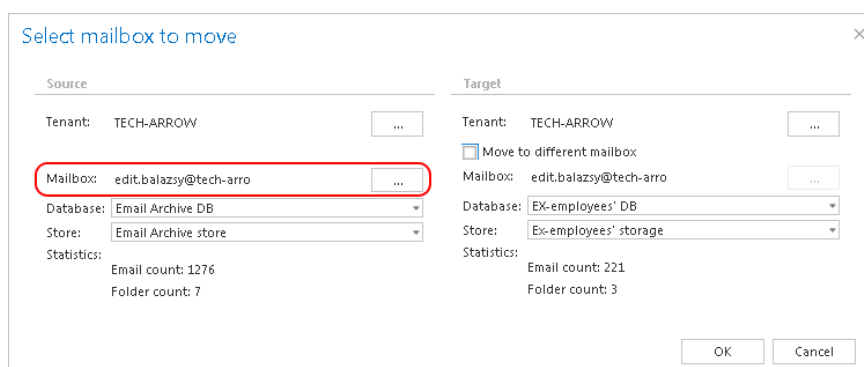 Select mailbox to move
Source
Tenant: TECH-ARROW ...
Mailbox: edit.balazsy@tech-arro ...
Database: Email Archive DB
Store: Email Archive store
Statistics:
Email count: 1276
Folder count: 7
Target
Tenant: TECH-ARROW ...
Move to different mailbox
Mailbox: edit.balazsy@tech-arro ...
Database: EX-employees' DB
Store: Ex-employees' storage
Statistics:
Email count: 221
Folder count: 3
OK Cancel